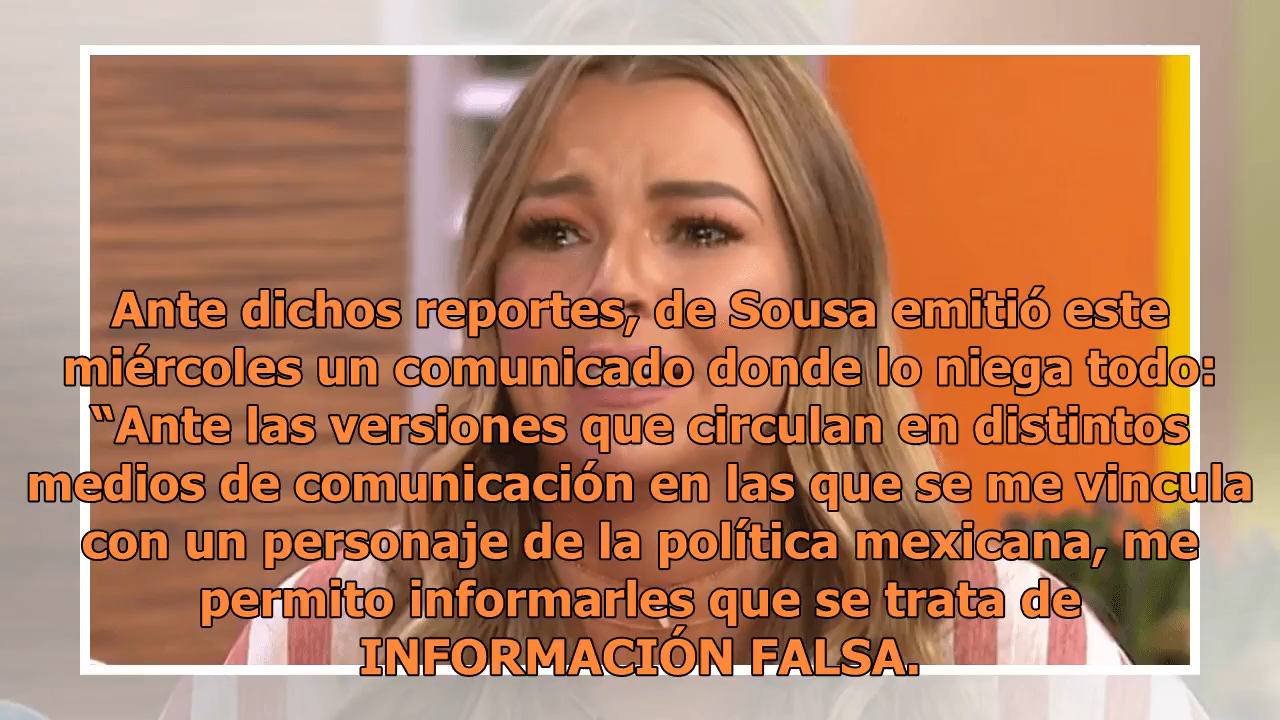 Ante dichos reportes, de Sousa emitió este
miércoles un comunicado donde lo niega todo:
“Ante las versiones que circulan en distintos
medios de comunicación en las que se me vincula
con un personaje de la política mexicana, me
permito informarles que se trata de
INFORMACIÓN FALSA.